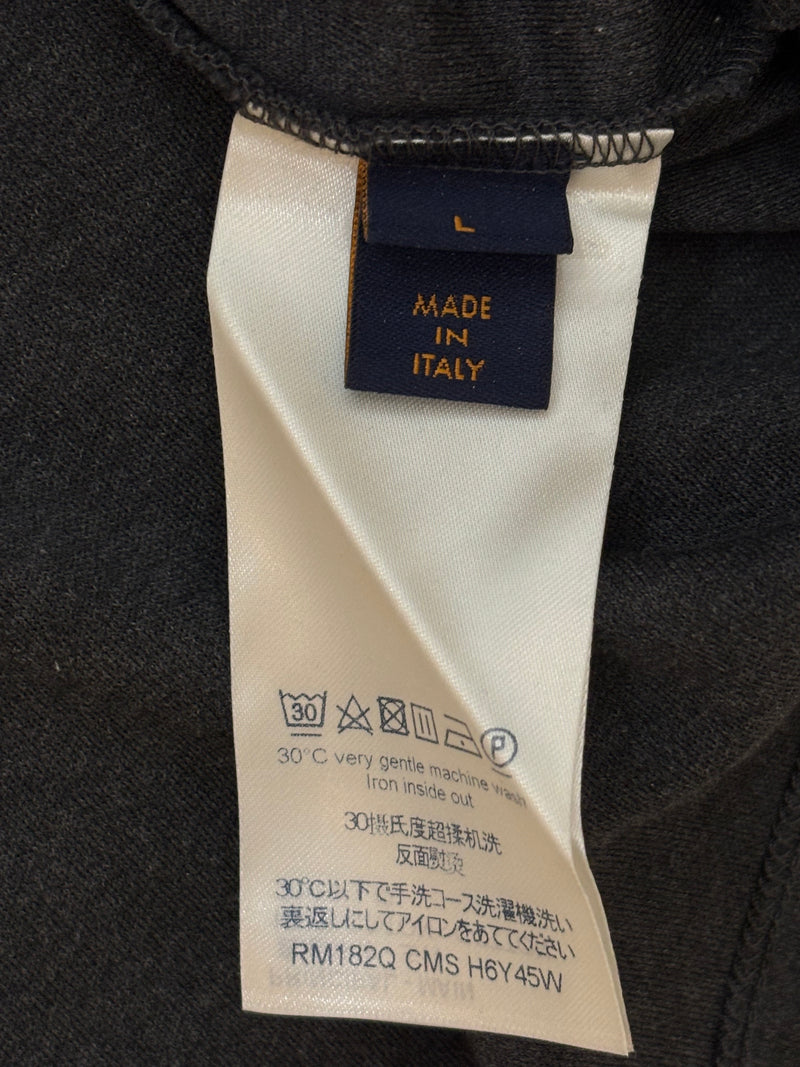 L
MADE
IN
ITALY
30
P
30°C very gentle machine wash
Iron inside out
30摄氏度超揉机洗
反面熨烫
30℃以下で手洗コース洗濯機洗い
裏返しにしてアイロンをあててください
RM182Q CMS H6Y45W